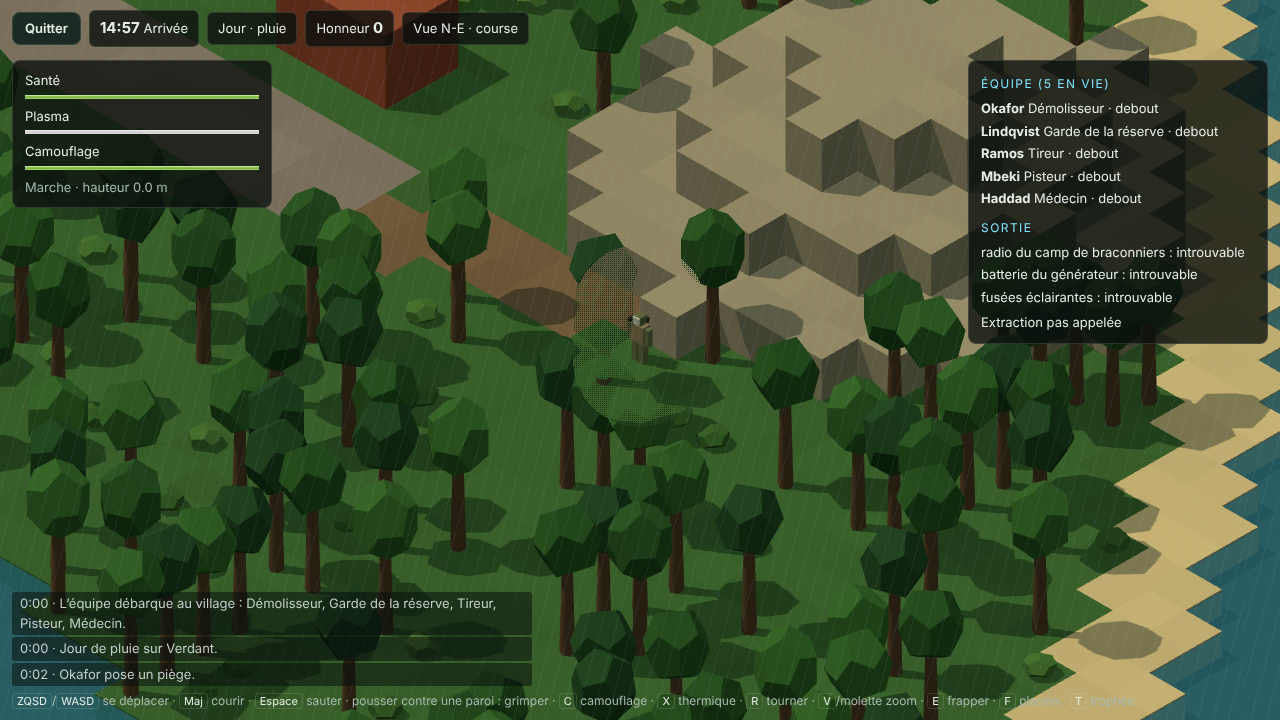 Quitter
14:57 Arrivée
Jour · pluie
Honneur 0
Vue N-E · course
Santé
Plasma
Camouflage
Marche · hauteur 0.0 m
ÉQUIPE (5 EN VIE)
Okafor Démolisseur · debout
Lindqvist Garde de la réserve · debout
Ramos Tireur · debout
Mbeki Pisteur · debout
Haddad Médecin · debout
SORTIE
radio du camp de braconniers : introuvable
batterie du générateur : introuvable
fusées éclairantes : introuvable
Extraction pas appelée
0:00 · L'équipe débarque au village : Démolisseur, Garde de la réserve, Tireur,
Pisteur, Médecin.
0:00 · Jour de pluie sur Verdant.
0:02 · Okafor pose un piège.
ZQSD / WASD se déplacer · Maj courir · Espace sauter · pousser contre une paroi : grimper · C camouflage · X thermique · R tourner · V /molette zoom · E frapper · F plasma · T trophée